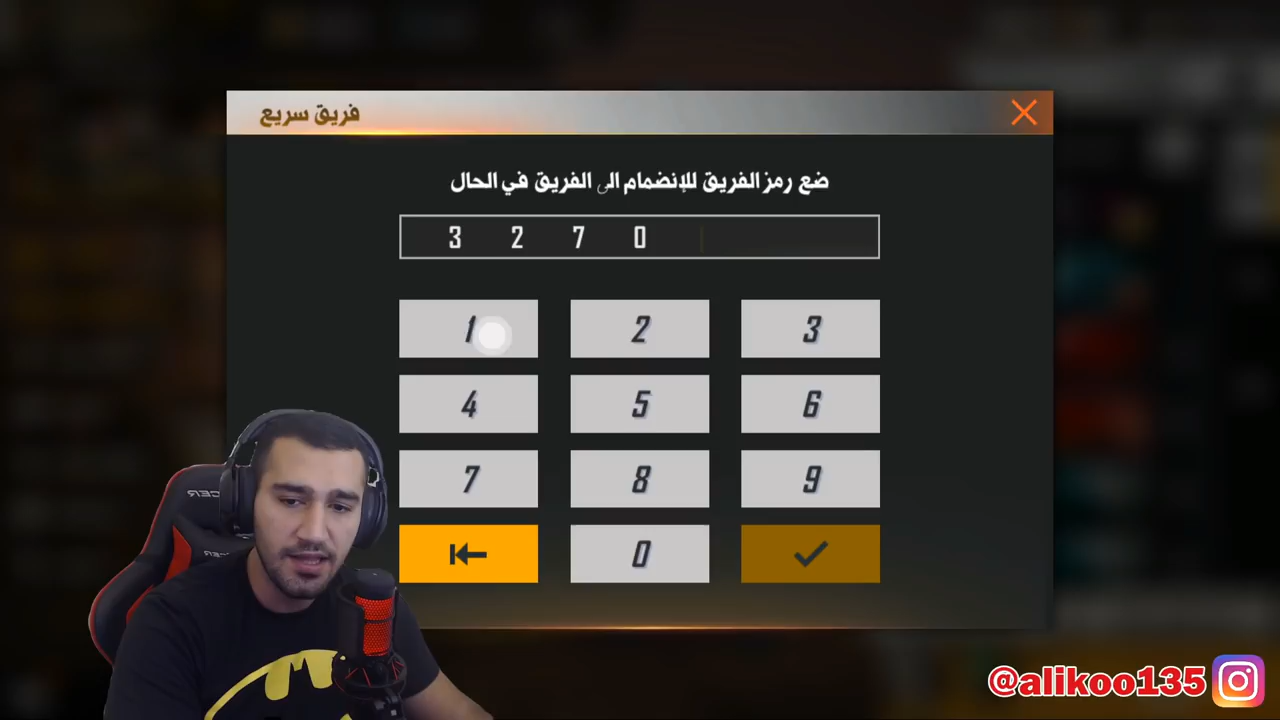 فريق سريع
ضع رمز الفريق للإنضمام الى الفريق في الحال
3 2 7 0
1 2 3
4 5 6
7 8 9
0
@alikoo135